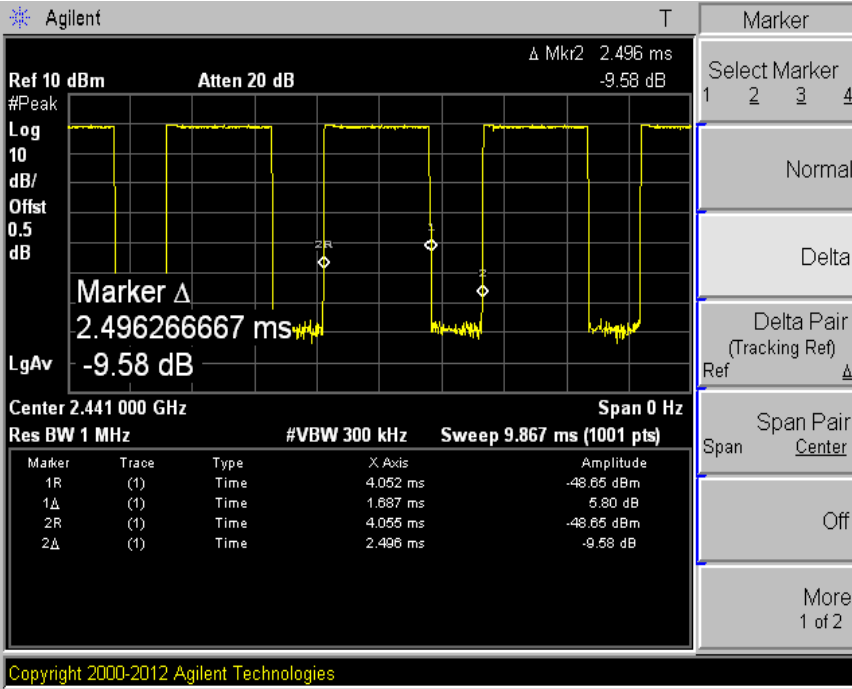 Agilent T
Δ Mkr2 2.496 ms
Ref 10 dBm Atten 20 dB -9.58 dB
#Peak
Log
10
dB/
Offst
0.5
dB
2R
1
2
Marker Δ
2.496266667 ms
-9.58 dB
LgAv
Center 2.441 000 GHz Span 0 Hz
Res BW 1 MHz #VBW 300 kHz Sweep 9.867 ms (1001 pts)
Marker Trace Type X Axis Amplitude
1R (1) Time 4.052 ms -48.65 dBm
1Δ (1) Time 1.687 ms 5.80 dB
2R (1) Time 4.055 ms -48.65 dBm
2Δ (1) Time 2.496 ms -9.58 dB
Marker
Select Marker
1 2 3 4
Normal
Delta
Delta Pair
(Tracking Ref)
Ref Δ
Span Pair
Span Center
Off
More
1 of 2
Copyright 2000-2012 Agilent Technologies